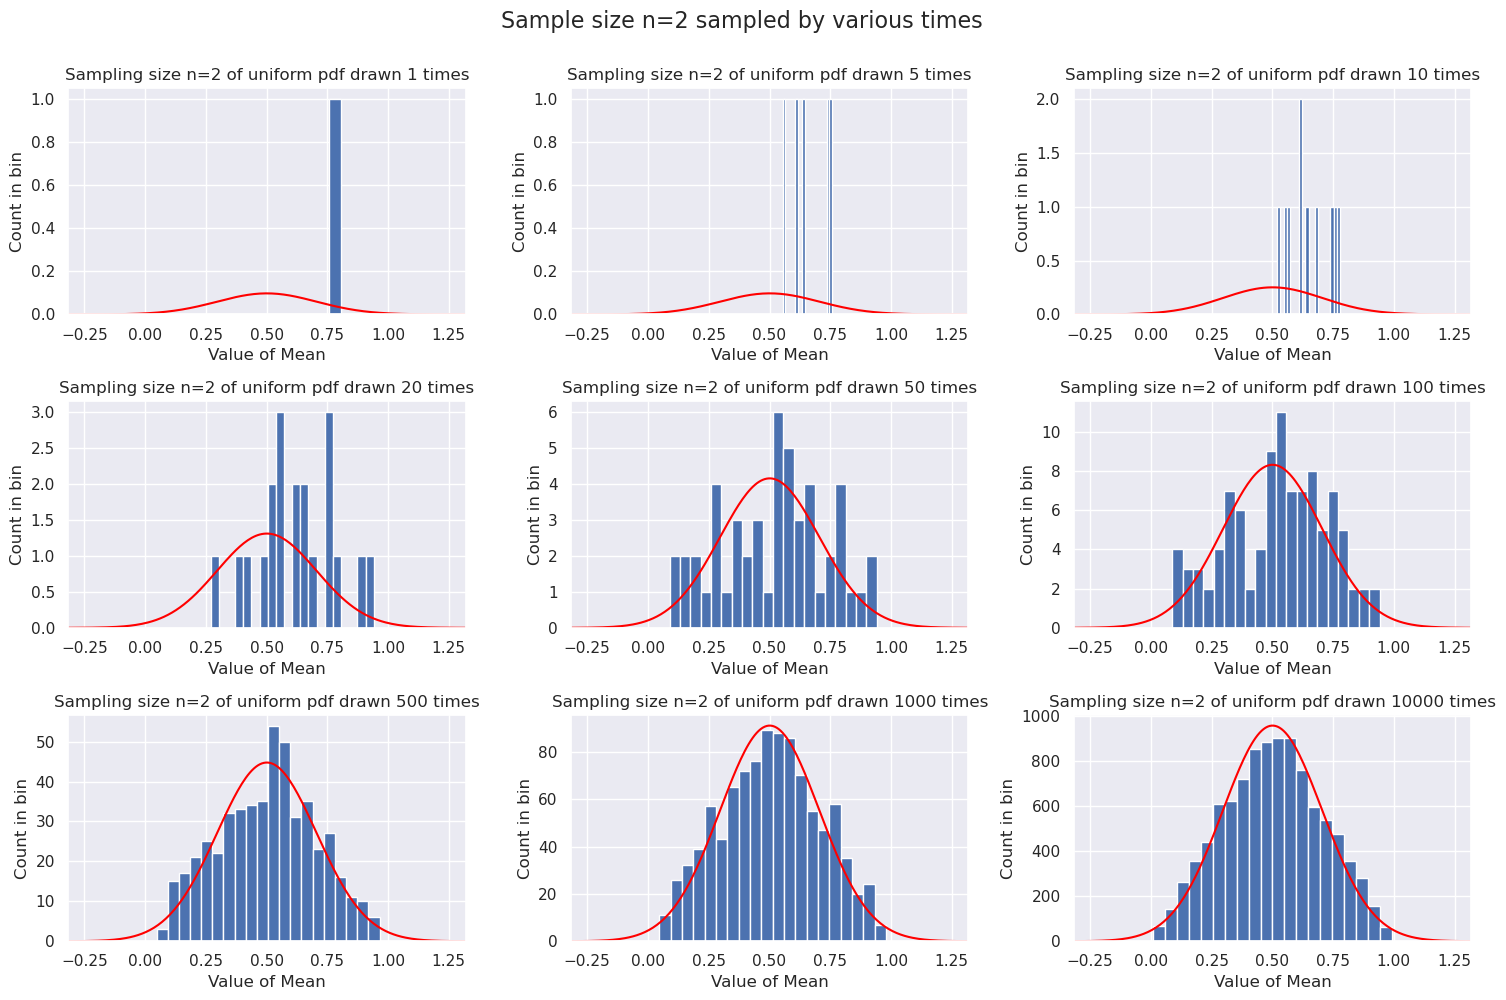 Sample size n=2 sampled by various times
Sampling size n=2 of uniform pdf drawn 1 times
1.0
0.8
0.6
0.4
0.2
0.0
Count in bin
−0.25 0.00 0.25 0.50 0.75 1.00 1.25
Value of Mean
Sampling size n=2 of uniform pdf drawn 5 times
1.0
0.8
0.6
0.4
0.2
0.0
Count in bin
−0.25 0.00 0.25 0.50 0.75 1.00 1.25
Value of Mean
Sampling size n=2 of uniform pdf drawn 10 times
2.0
1.5
1.0
0.5
0.0
Count in bin
−0.25 0.00 0.25 0.50 0.75 1.00 1.25
Value of Mean
Sampling size n=2 of uniform pdf drawn 20 times
3.0
2.5
2.0
1.5
1.0
0.5
0.0
Count in bin
−0.25 0.00 0.25 0.50 0.75 1.00 1.25
Value of Mean
Sampling size n=2 of uniform pdf drawn 50 times
6
5
4
3
2
1
0
Count in bin
−0.25 0.00 0.25 0.50 0.75 1.00 1.25
Value of Mean
Sampling size n=2 of uniform pdf drawn 100 times
10
8
6
4
2
0
Count in bin
−0.25 0.00 0.25 0.50 0.75 1.00 1.25
Value of Mean
Sampling size n=2 of uniform pdf drawn 500 times
50
40
30
20
10
0
Count in bin
−0.25 0.00 0.25 0.50 0.75 1.00 1.25
Value of Mean
Sampling size n=2 of uniform pdf drawn 1000 times
80
60
40
20
0
Count in bin
−0.25 0.00 0.25 0.50 0.75 1.00 1.25
Value of Mean
Sampling size n=2 of uniform pdf drawn 10000 times
1000
800
600
400
200
0
Count in bin
−0.25 0.00 0.25 0.50 0.75 1.00 1.25
Value of Mean